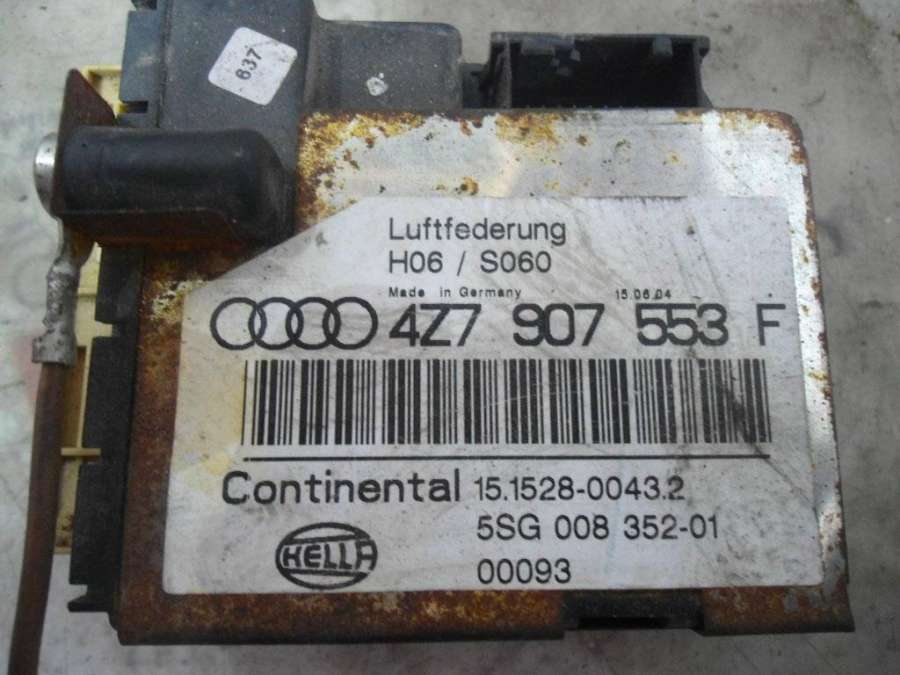 637
Luftfederung
H06 / S060
Made in Germany 15.06.04
4Z7 907 553 F
Continental 15.1528-0043.2
HELLA 5SG 008 352-01
00093